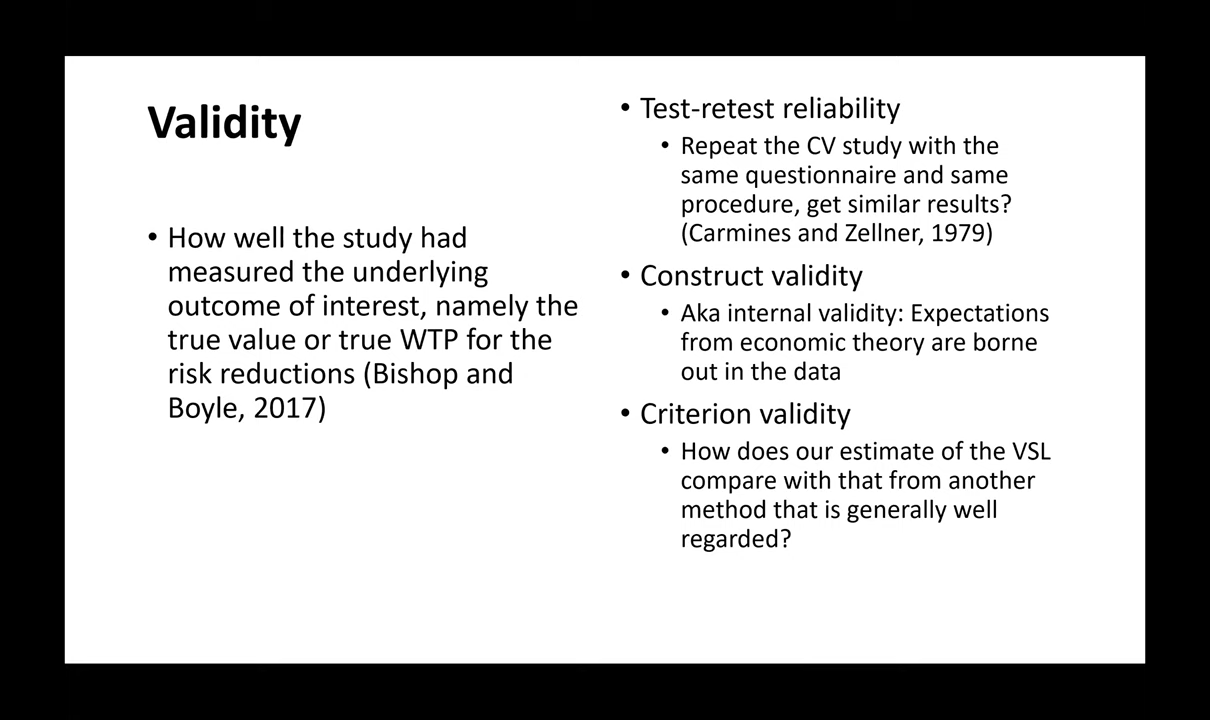 Validity
• How well the study had
measured the underlying
outcome of interest, namely the
true value or true WTP for the
risk reductions (Bishop and
Boyle, 2017)
• Test-retest reliability
• Repeat the CV study with the
same questionnaire and same
procedure, get similar results?
(Carmines and Zellner, 1979)
• Construct validity
• Aka internal validity: Expectations
from economic theory are borne
out in the data
• Criterion validity
• How does our estimate of the VSL
compare with that from another
method that is generally well
regarded?